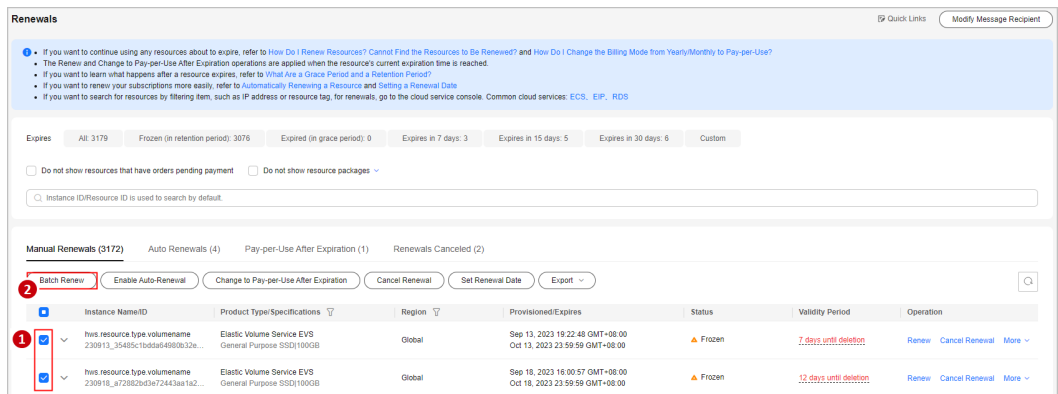 Renewals
Quick Links
Modify Message Recipient
If you want to continue using any resources about to expire, refer to How Do I Renew Resources? Cannot Find the Resources to Be Renewed? and How Do I Change the Billing Mode from Yearly/Monthly to Pay-per-Use?
The Renew and Change to Pay-per-Use After Expiration operations are applied when the resource's current expiration time is reached.
If you want to learn what happens after a resource expires, refer to What Are a Grace Period and a Retention Period?
If you want to renew your subscriptions more easily, refer to Automatically Renewing a Resource and Setting a Renewal Date
If you want to search for resources by filtering item, such as IP address or resource tag, for renewals, go to the cloud service console. Common cloud services: ECS、EIP、RDS
Expires All: 3179 Frozen (in retention period): 3076 Expired (in grace period): 0 Expires in 7 days: 3 Expires in 15 days: 5 Expires in 30 days: 6 Custom
Do not show resources that have orders pending payment Do not show resource packages
Instance ID/Resource ID is used to search by default.
Manual Renewals (3172) Auto Renewals (4) Pay-per-Use After Expiration (1) Renewals Canceled (2)
Batch Renew Enable Auto-Renewal Change to Pay-per-Use After Expiration Cancel Renewal Set Renewal Date Export
2
Instance Name/ID Product Type/Specifications Region Provisioned/Expires Status Validity Period Operation
1
hws.resource.type.volumename Elastic Volume Service EVS Global Sep 13, 2023 19:22:48 GMT+08:00 Frozen 7 days until deletion Renew Cancel Renewal More
230913_35485c1bdda64980b32e... General Purpose SSD|100GB Oct 13, 2023 23:59:59 GMT+08:00
hws.resource.type.volumename Elastic Volume Service EVS Global Sep 18, 2023 16:00:57 GMT+08:00 Frozen 12 days until deletion Renew Cancel Renewal More
230918_a72882bd3e72443aa1a2... General Purpose SSD|100GB Oct 18, 2023 23:59:59 GMT+08:00